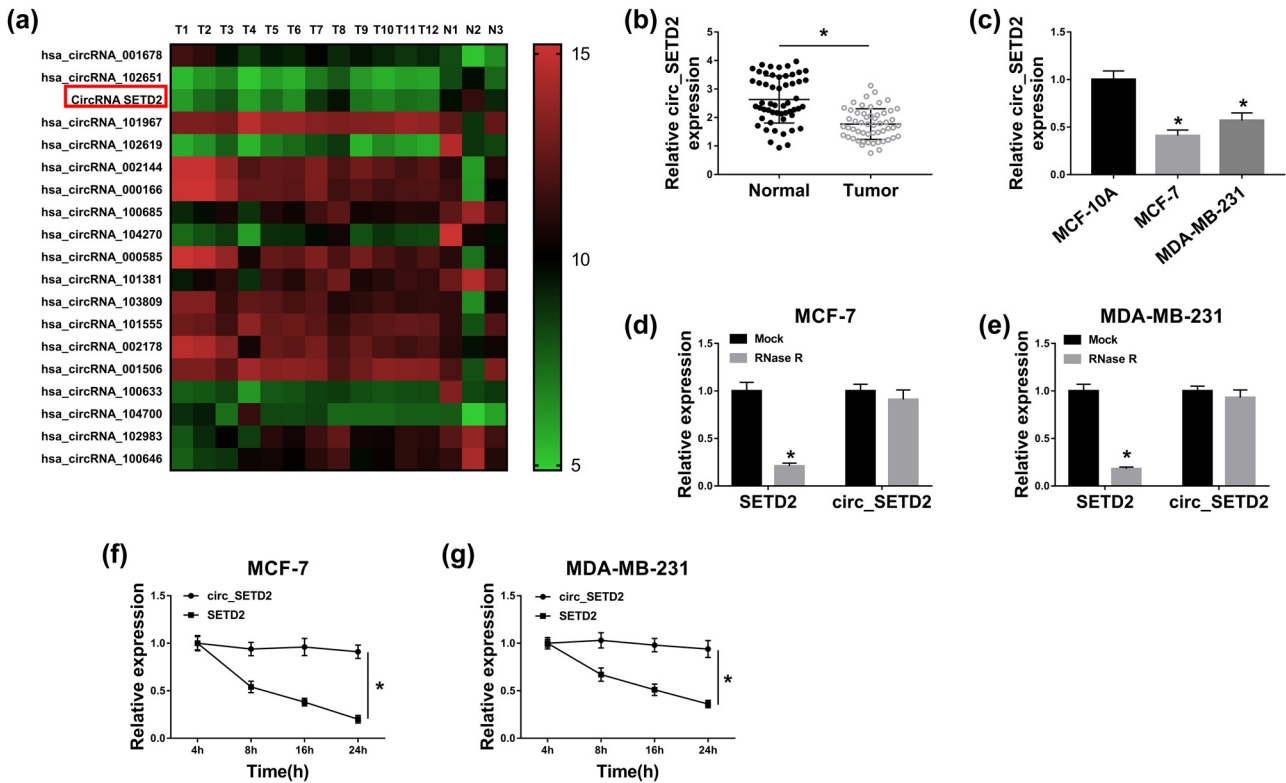 (a)
T1 T2 T3 T4 T5 T6 T7 T8 T9 T10 T11 T12 N1 N2 N3
hsa_circRNA_001678
hsa_circRNA_102651
CircRNA SETD2
hsa_circRNA_101967
hsa_circRNA_102619
hsa_circRNA_002144
hsa_circRNA_000166
hsa_circRNA_100685
hsa_circRNA_104270
hsa_circRNA_000585
hsa_circRNA_101381
hsa_circRNA_103809
hsa_circRNA_101555
hsa_circRNA_002178
hsa_circRNA_001506
hsa_circRNA_100633
hsa_circRNA_104700
hsa_circRNA_102983
hsa_circRNA_100646
15
10
5
(b)
Relative circ_SETD2
expression
5
4
3
2
1
0
*
Normal Tumor
(c)
Relative circ_SETD2
expression
1.5
1.0
0.5
0.0
*
*
MCF-10A
MCF-7
MDA-MB-231
(d)
MCF-7
Relative expression
1.5
1.0
0.5
0.0
Mock
RNase R
*
SETD2 circ_SETD2
(e)
MDA-MB-231
Relative expression
1.5
1.0
0.5
0.0
Mock
RNase R
*
SETD2 circ_SETD2
(f)
MCF-7
Relative expression
1.5
1.0
0.5
0.0
circ_SETD2
SETD2
*
4h 8h 16h 24h
Time(h)
(g)
MDA-MB-231
Relative expression
1.5
1.0
0.5
0.0
circ_SETD2
SETD2
*
4h 8h 16h 24h
Time(h)